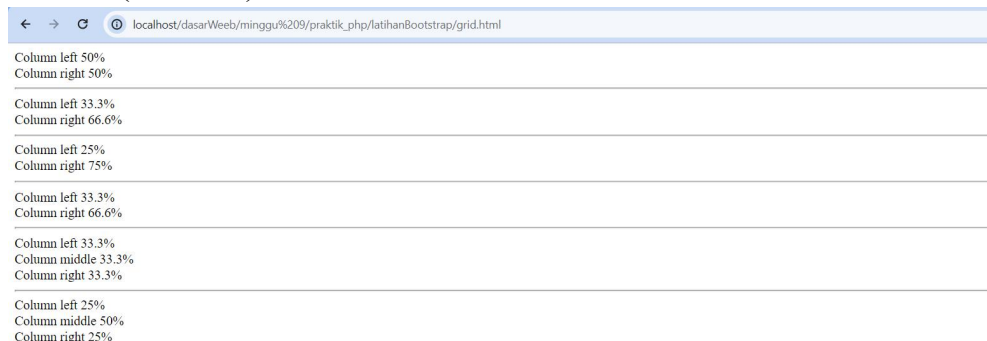 localhost/dasarWeeb/minggu%209/praktik_php/latihanBootstrap/grid.html
Column left 50%
Column right 50%
Column left 33.3%
Column right 66.6%
Column left 25%
Column right 75%
Column left 33.3%
Column right 66.6%
Column left 33.3%
Column middle 33.3%
Column right 33.3%
Column left 25%
Column middle 50%
Column right 25%